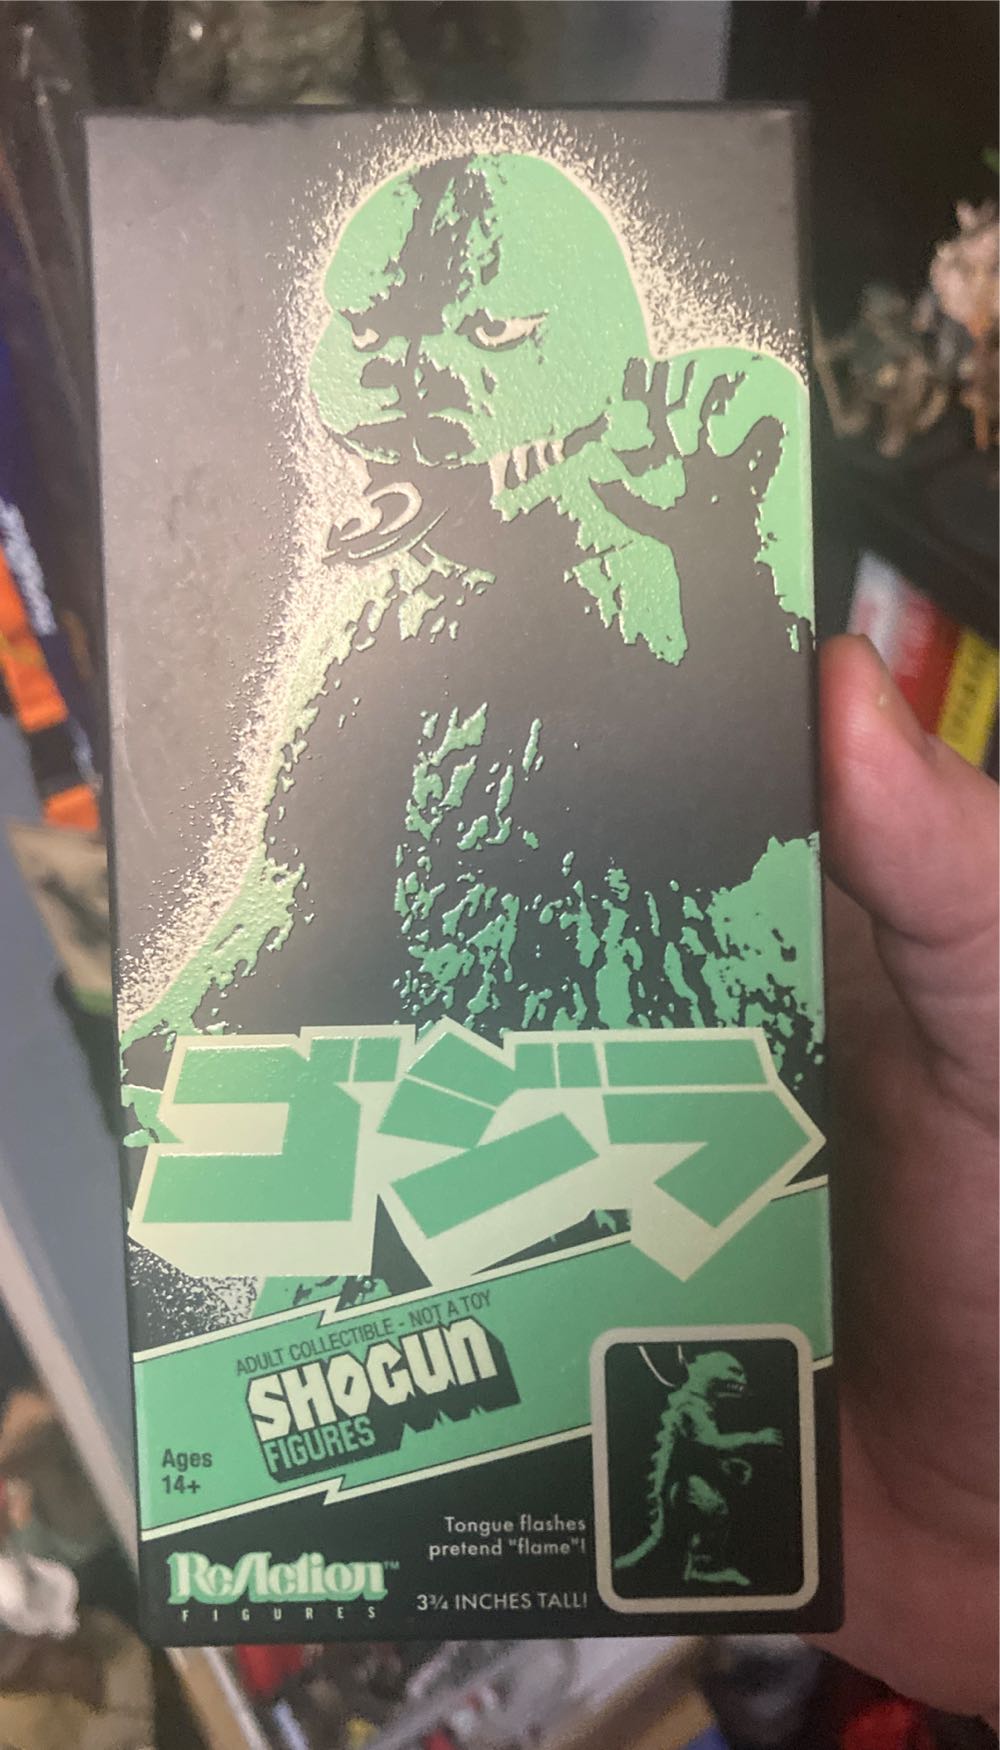 ゴジラ
ADULT COLLECTIBLE - NOT A TOY
SHOGUN
FIGURES
Ages
14+
Tongue flashes
pretend "flame"!
ReAction™
FIGURES
3¾ INCHES TALL!